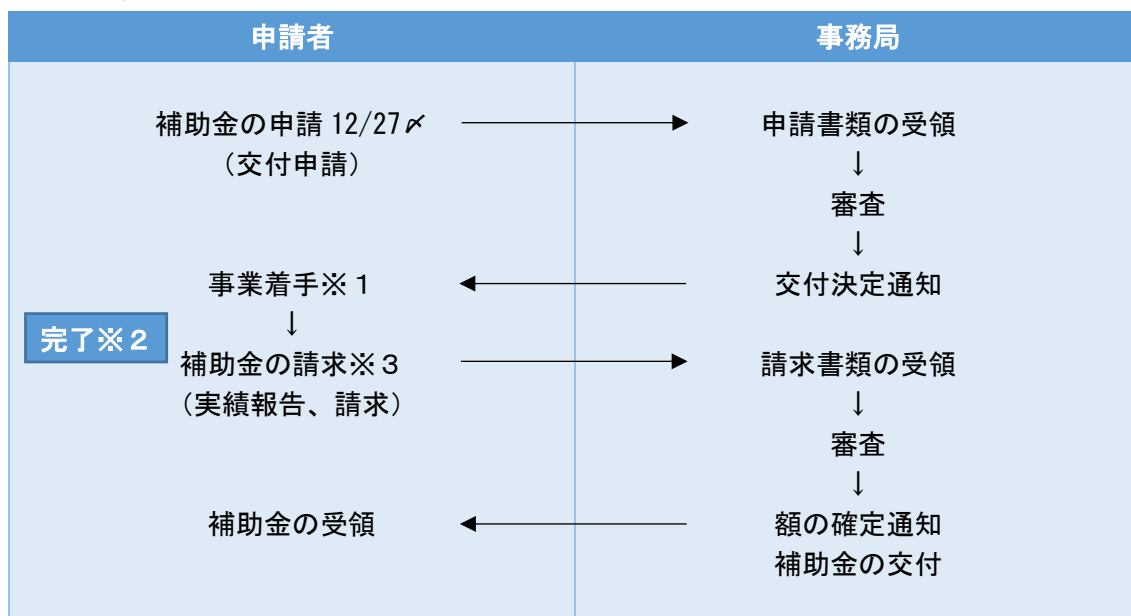 申請者 事務局
補助金の申請 12/27〆 → 申請書類の受領
（交付申請） ↓
審査
↓
事業着手※１ ← 交付決定通知
↓
完了※２
補助金の請求※３ → 請求書類の受領
（実績報告、請求） ↓
審査
↓
補助金の受領 ← 額の確定通知
補助金の交付